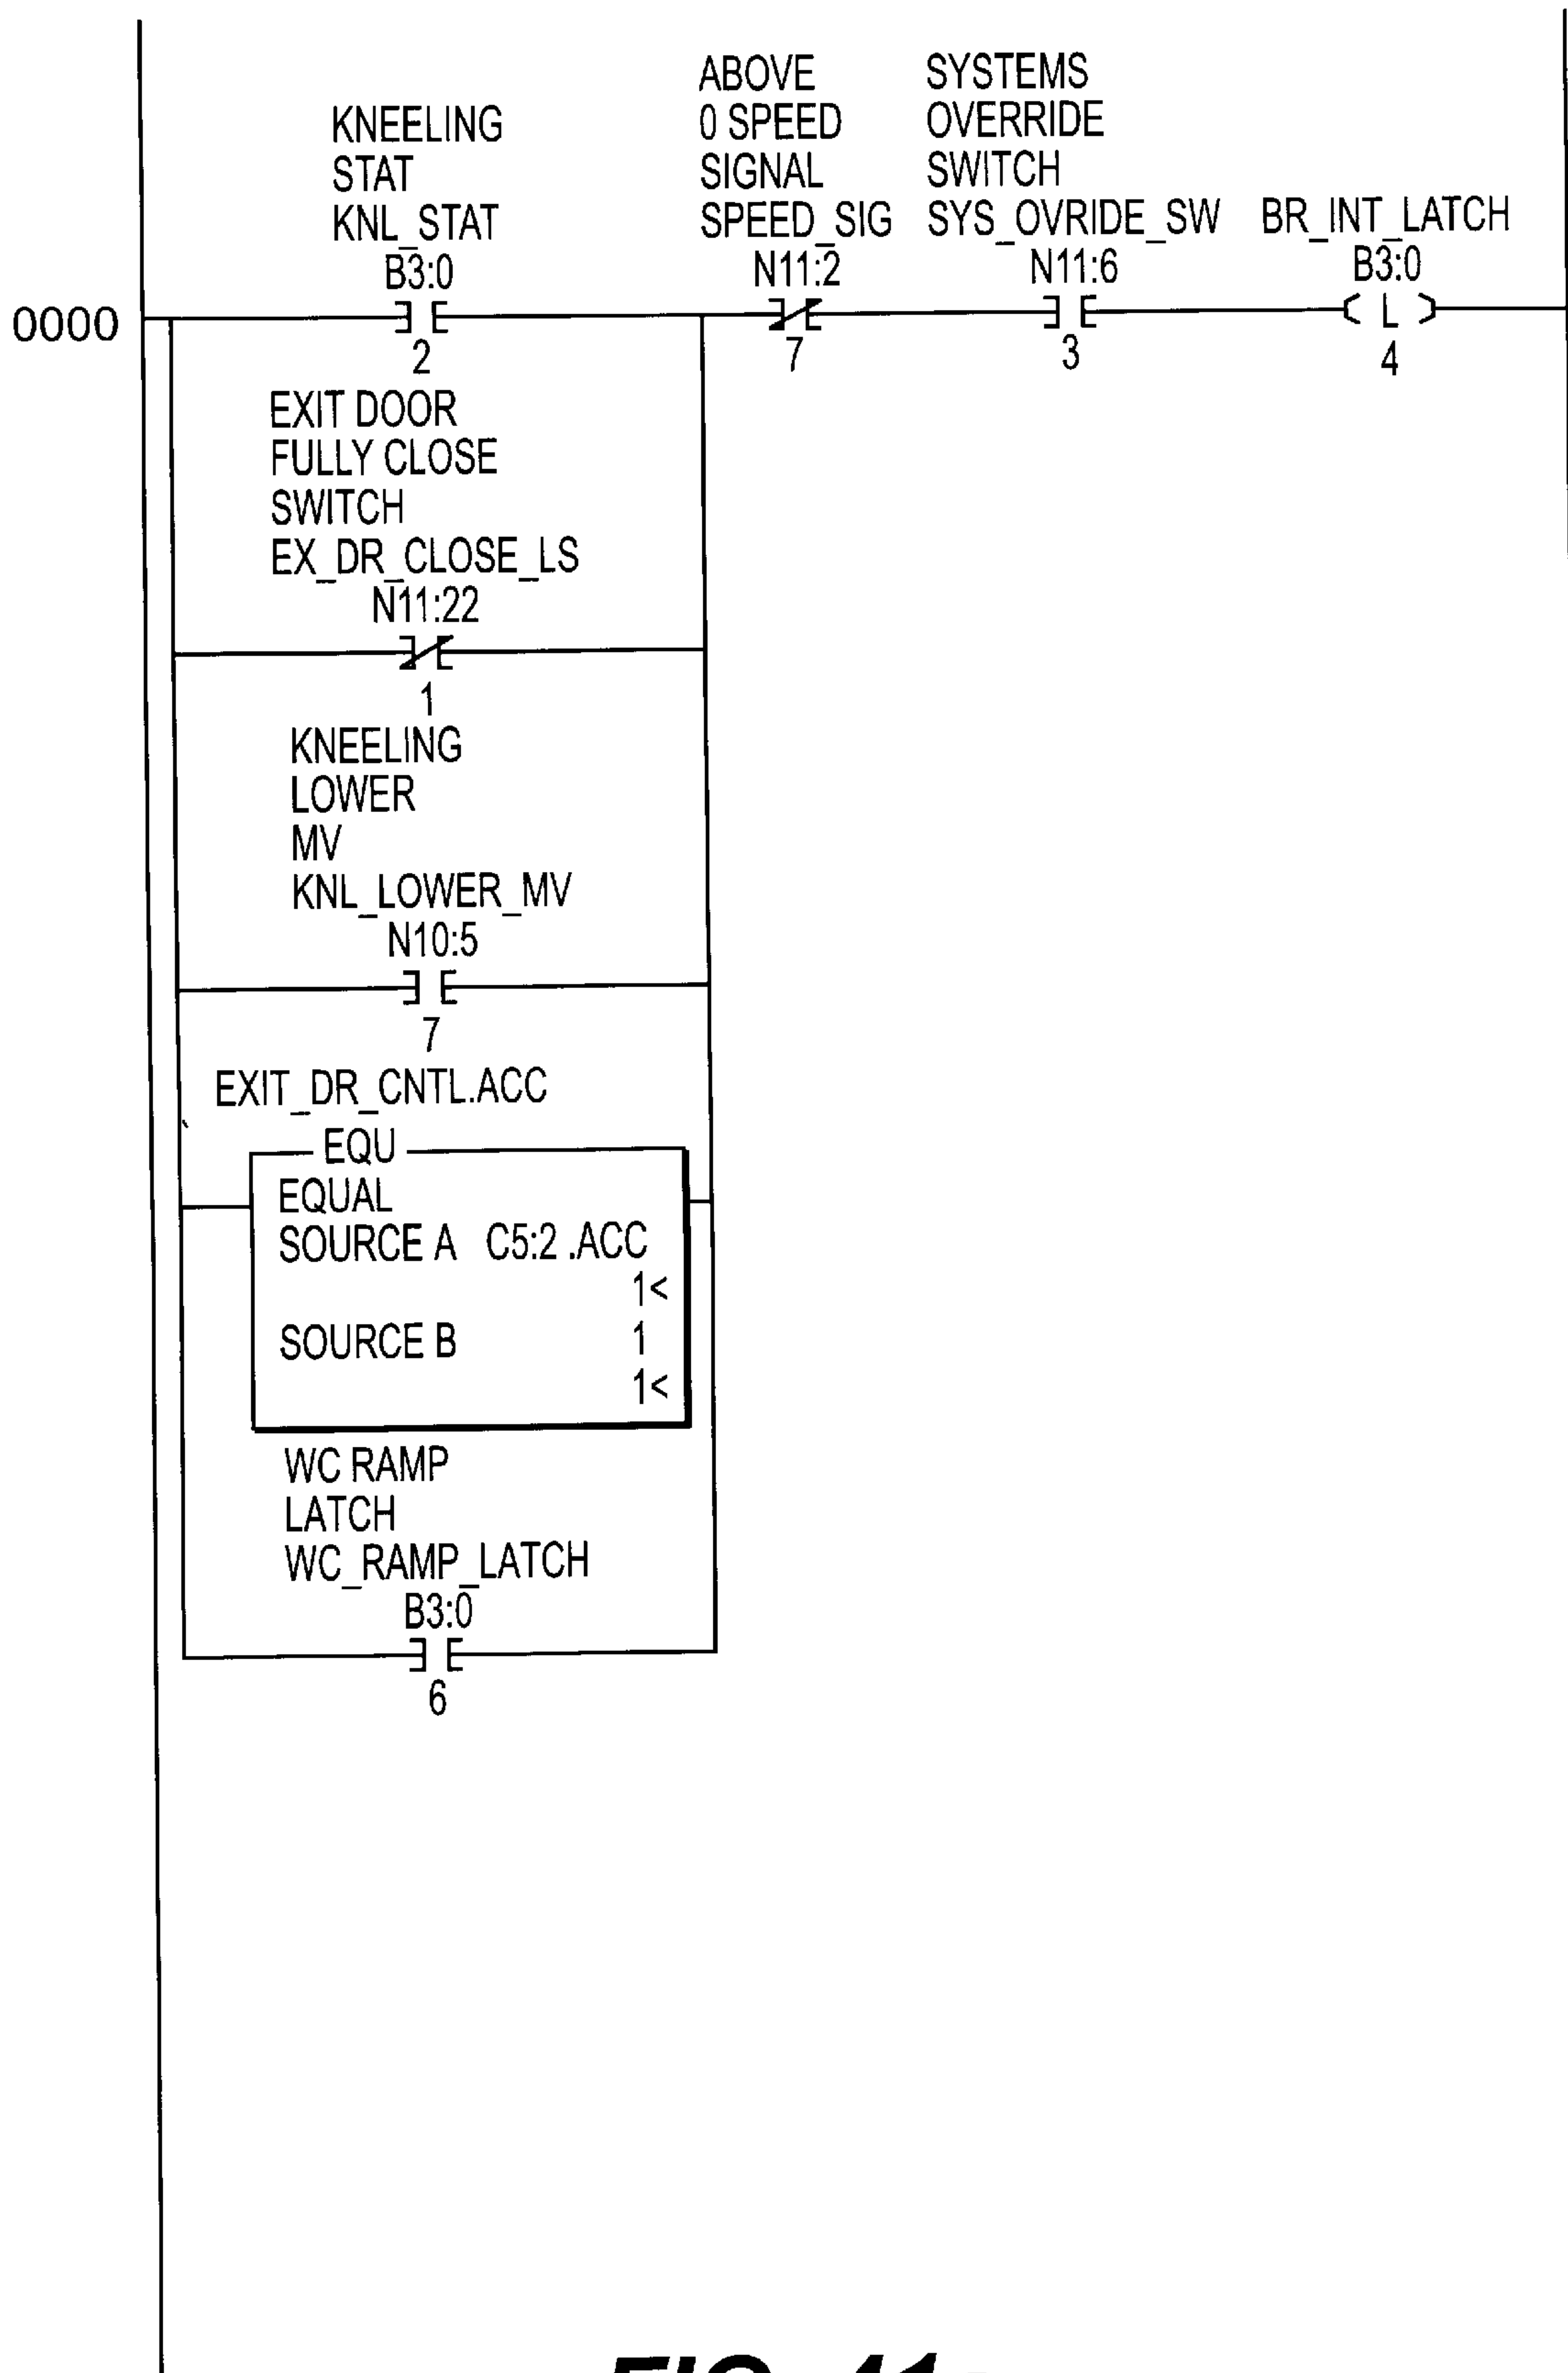 KNEELING
STAT
KNL_STAT
B3:0
2
ABOVE
0 SPEED
SIGNAL
SPEED_SIG
N11:2
7
SYSTEMS
OVERRIDE
SWITCH
SYS_OVRIDE_SW
N11:6
3
BR_INT_LATCH
B3:0
L
4
0000
EXIT DOOR
FULLY CLOSE
SWITCH
EX_DR_CLOSE_LS
N11:22
1
KNEELING
LOWER
MV
KNL_LOWER_MV
N10:5
7
EXIT_DR_CNTL.ACC
EQU
EQUAL
SOURCE A C5:2 .ACC
1<
SOURCE B 1
1<
WC RAMP
LATCH
WC_RAMP_LATCH
B3:0
6